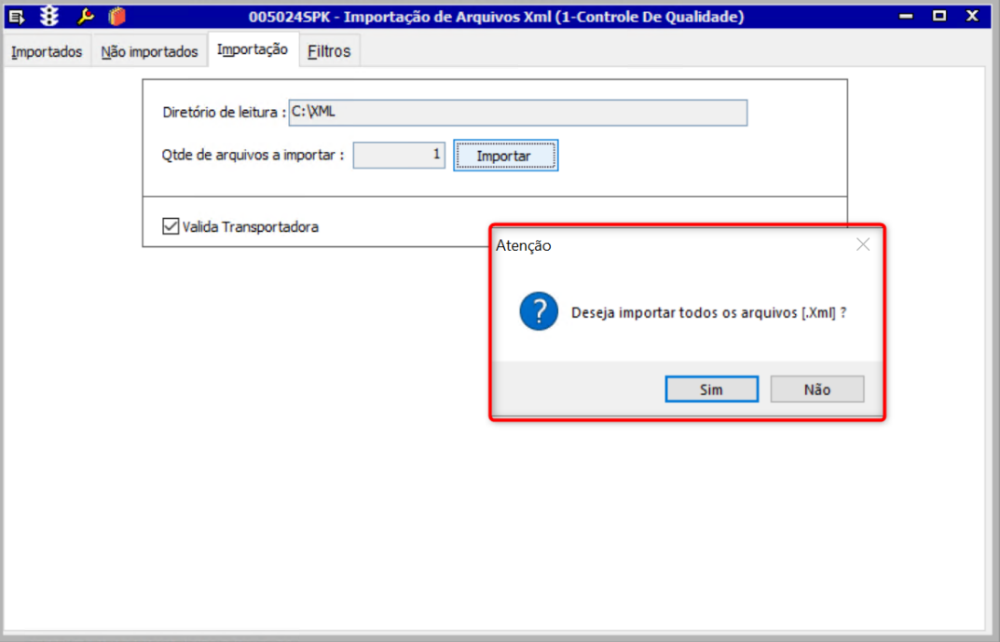 005024SPK - Importação de Arquivos Xml (1-Controle De Qualidade)
Importados
Não importados
Importação
Filtros
Diretório de leitura : C:\XML
Qtde de arquivos a importar : 1 Importar
Valida Transportadora
Atenção
Deseja importar todos os arquivos [.Xml] ?
Sim
Não